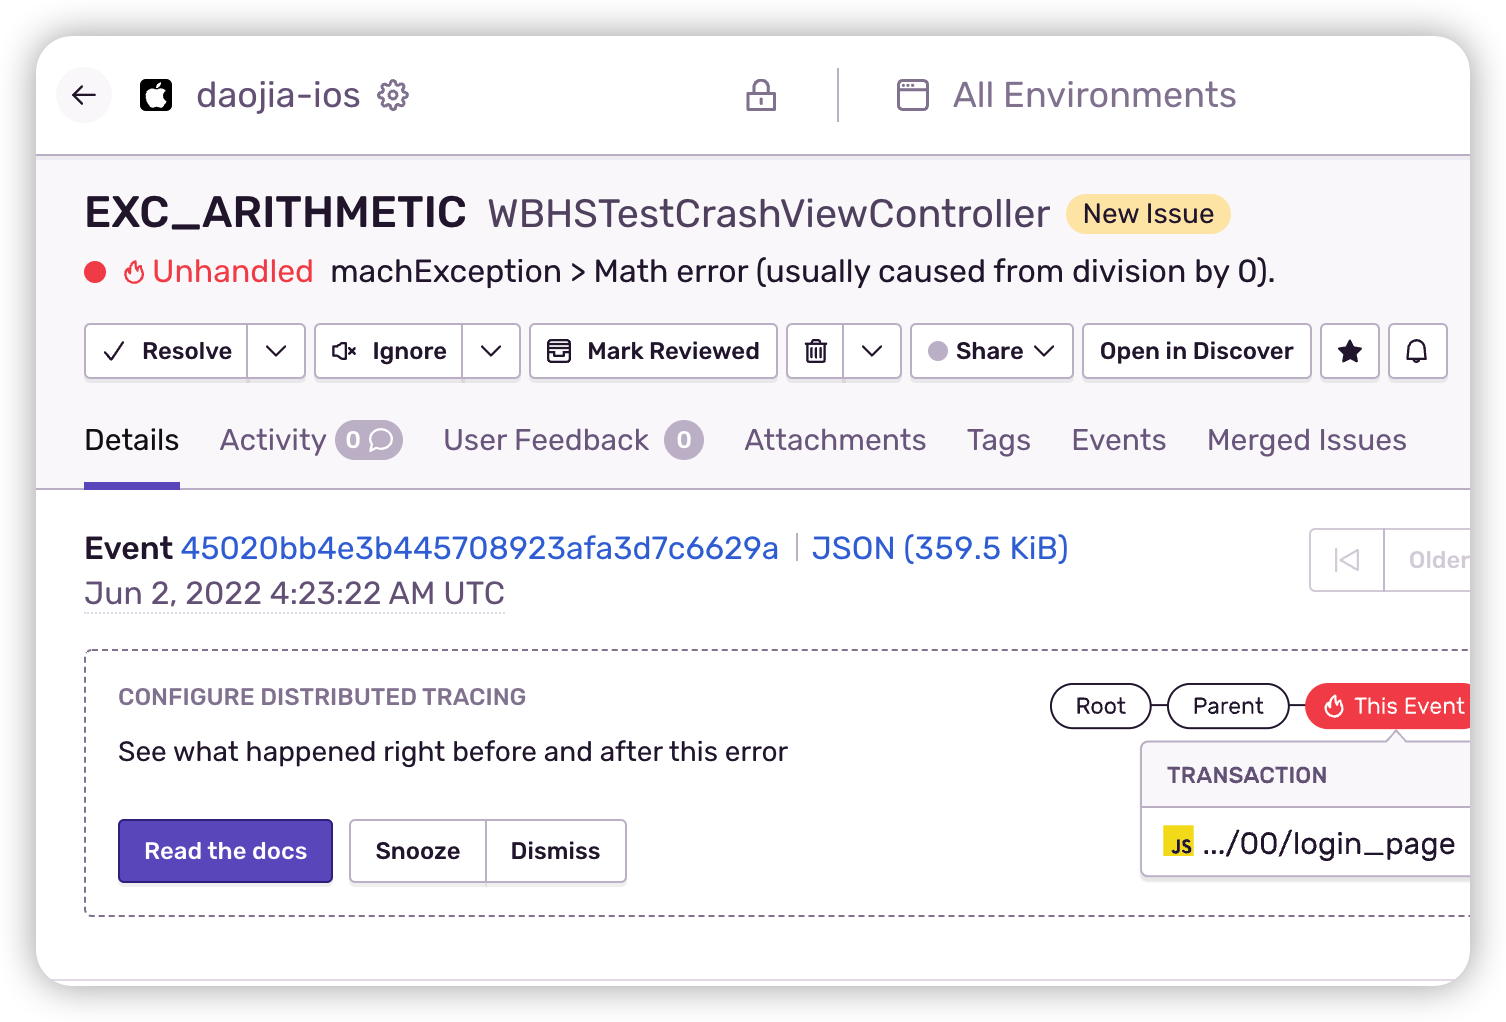 daojia-ios All Environments
EXC_ARITHMETIC WBHSTestCrashViewController New Issue
Unhandled machException > Math error (usually caused from division by 0).
Resolve Ignore Mark Reviewed Share Open in Discover
Details Activity 0 User Feedback 0 Attachments Tags Events Merged Issues
Event 45020bb4e3b445708923afa3d7c6629a | JSON (359.5 KiB)
Older
Jun 2, 2022 4:23:22 AM UTC
CONFIGURE DISTRIBUTED TRACING
Root Parent This Event
See what happened right before and after this error
TRANSACTION
JS .../00/login_page
Read the docs Snooze Dismiss